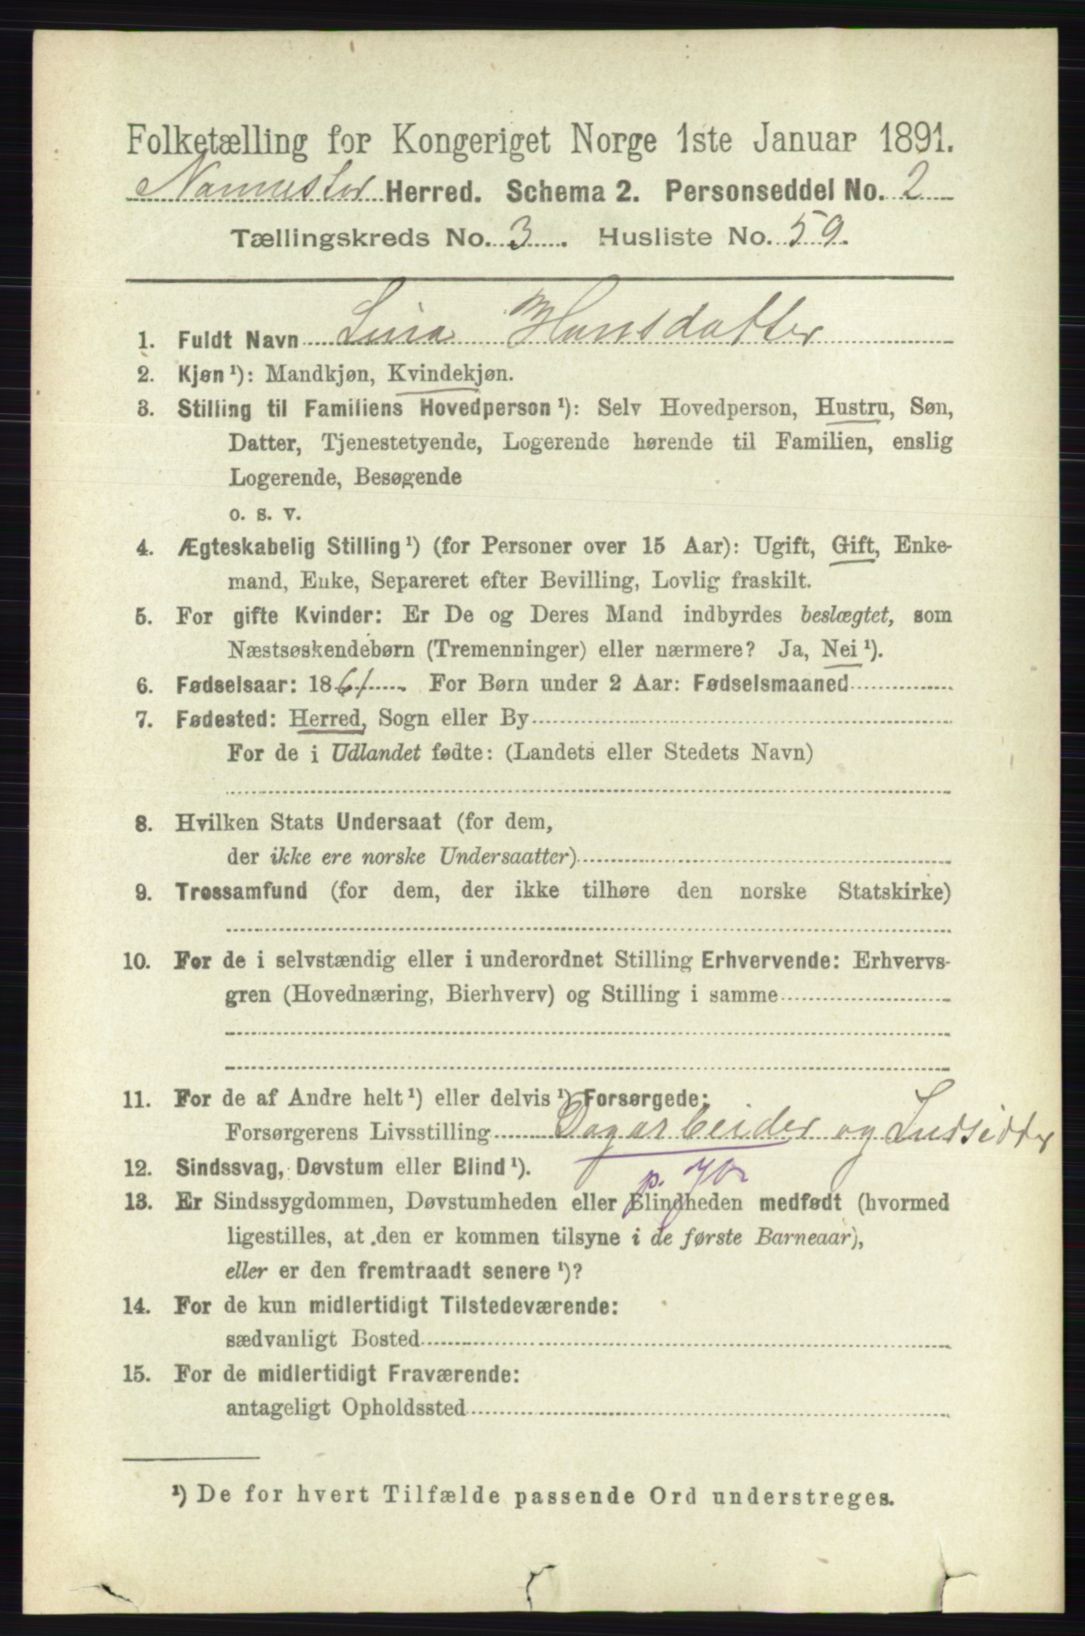 Folketælling for Kongeriget Norge 1ste Januar 1891.
Nannestad Herred. Schema 2. Personseddel No. 2
Tællingskreds No. 3. Husliste No. 59.
1. Fuldt Navn Lina Hansdatter
2. Kjøn ¹): Mandkjøn, Kvindekjøn.
3. Stilling til Familiens Hovedperson ¹): Selv Hovedperson, Hustru, Søn,
Datter, Tjenestetyende, Logerende hørende til Familien, enslig
Logerende, Besøgende
o. s. v.
4. Ægteskabelig Stilling ¹) (for Personer over 15 Aar): Ugift, Gift, Enke-
mand, Enke, Separeret efter Bevilling, Lovlig fraskilt.
5. For gifte Kvinder: Er De og Deres Mand indbyrdes beslægtet, som
Næstsøskendebørn (Tremenninger) eller nærmere? Ja, Nei ¹).
6. Fødselsaar: 1861. For Børn under 2 Aar: Fødselsmaaned
7. Fødested: Herred, Sogn eller By
For de i Udlandet fødte: (Landets eller Stedets Navn)
8. Hvilken Stats Undersaat (for dem,
der ikke ere norske Undersaatter)
9. Trossamfund (for dem, der ikke tilhøre den norske Statskirke)
10. For de i selvstændig eller i underordnet Stilling Erhvervende: Erhvervs-
gren (Hovednæring, Bierhverv) og Stilling i samme
11. For de af Andre helt ¹) eller delvis ¹) Forsørgede:
Forsørgerens Livsstilling Dagarbeider og Indsidder
12. Sindssvag, Døvstum eller Blind ¹).
13. Er Sindssygdommen, Døvstumheden eller Blindheden medfødt (hvormed
ligestilles, at den er kommen tilsyne i de første Barneaar),
eller er den fremtraadt senere ¹)?
14. For de kun midlertidigt Tilstedeværende:
sædvanligt Bosted
15. For de midlertidigt Fraværende:
antageligt Opholdssted
¹) De for hvert Tilfælde passende Ord understreges.